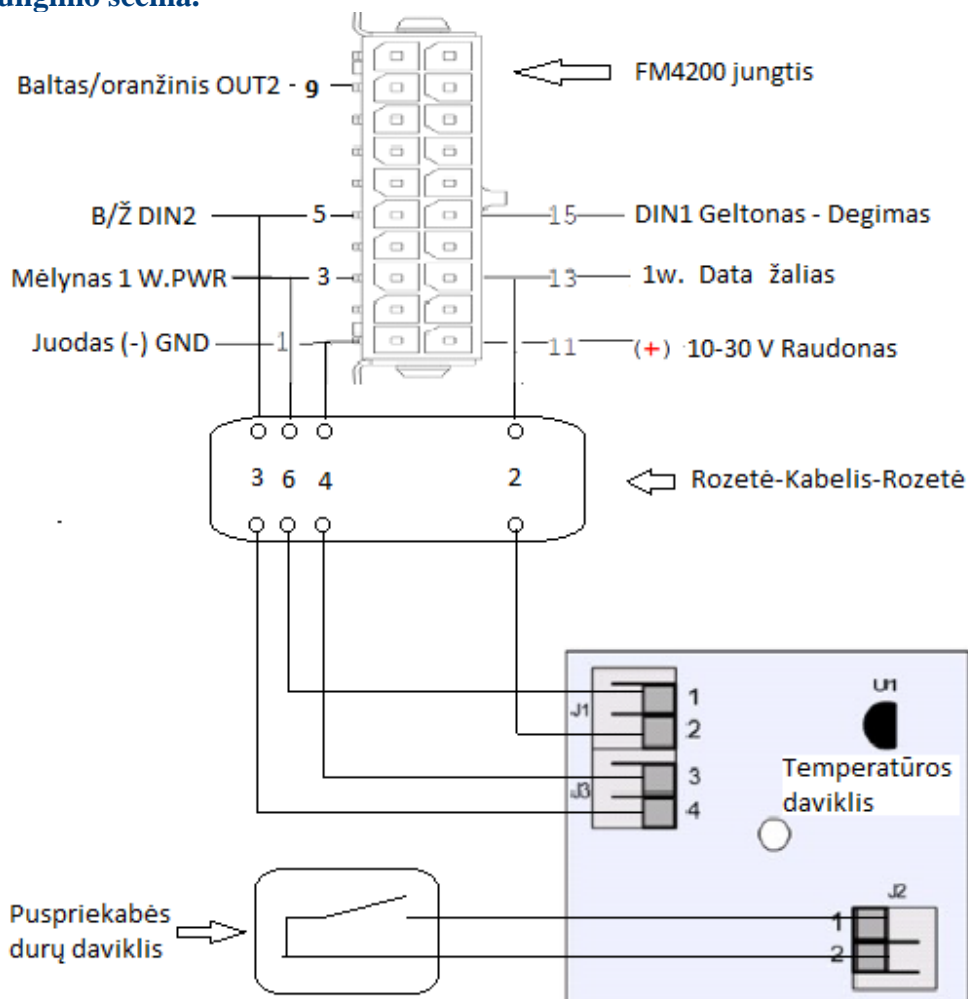 Baltas/oranžinis OUT2 - 9
FM4200 jungtis
B/Ž DIN2 5
15 DIN1 Geltonas - Degimas
Mėlynas 1 W.PWR 3
13 1w. Data žalias
Juodas (-) GND 1
11 (+) 10-30 V Raudonas
3 6 4 2
Rozetė-Kabelis-Rozetė
J1
1
2
J3
3
4
U1
Temperatūros
daviklis
Puspriekabės
durų daviklis
J2
1
2